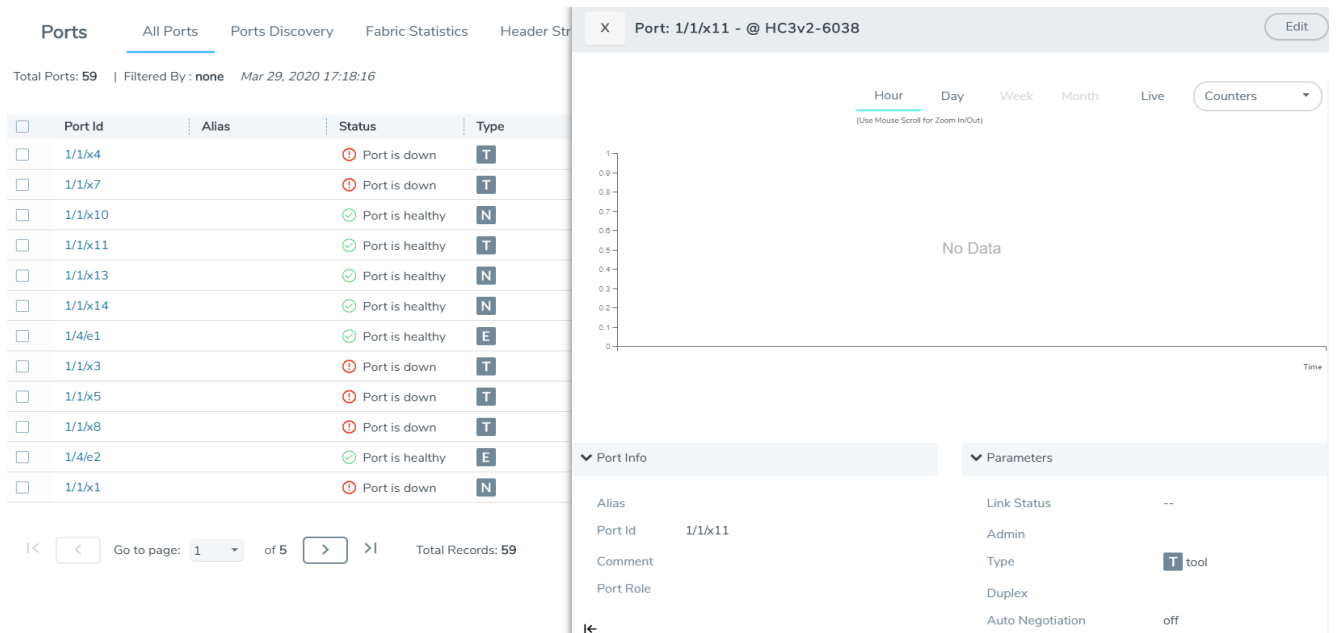 Ports All Ports Ports Discovery Fabric Statistics Header Str
Total Ports: 59 | Filtered By : none Mar 29, 2020 17:18:16
Port Id Alias Status Type
1/1/x4 Port is down T
1/1/x7 Port is down T
1/1/x10 Port is healthy N
1/1/x11 Port is healthy T
1/1/x13 Port is healthy N
1/1/x14 Port is healthy N
1/4/e1 Port is healthy E
1/1/x3 Port is down T
1/1/x5 Port is down T
1/1/x8 Port is down T
1/4/e2 Port is healthy E
1/1/x1 Port is down N
Go to page: 1 of 5 Total Records: 59
X Port: 1/1/x11 - @ HC3v2-6038 Edit
Hour Day Week Month Live Counters
(Use Mouse Scroll for Zoom In/Out)
1
0.9
0.8
0.7
0.6
0.5
0.4
0.3
0.2
0.1
0
No Data
Time
Port Info
Alias
Port Id 1/1/x11
Comment
Port Role
Parameters
Link Status --
Admin
Type T tool
Duplex
Auto Negotiation off